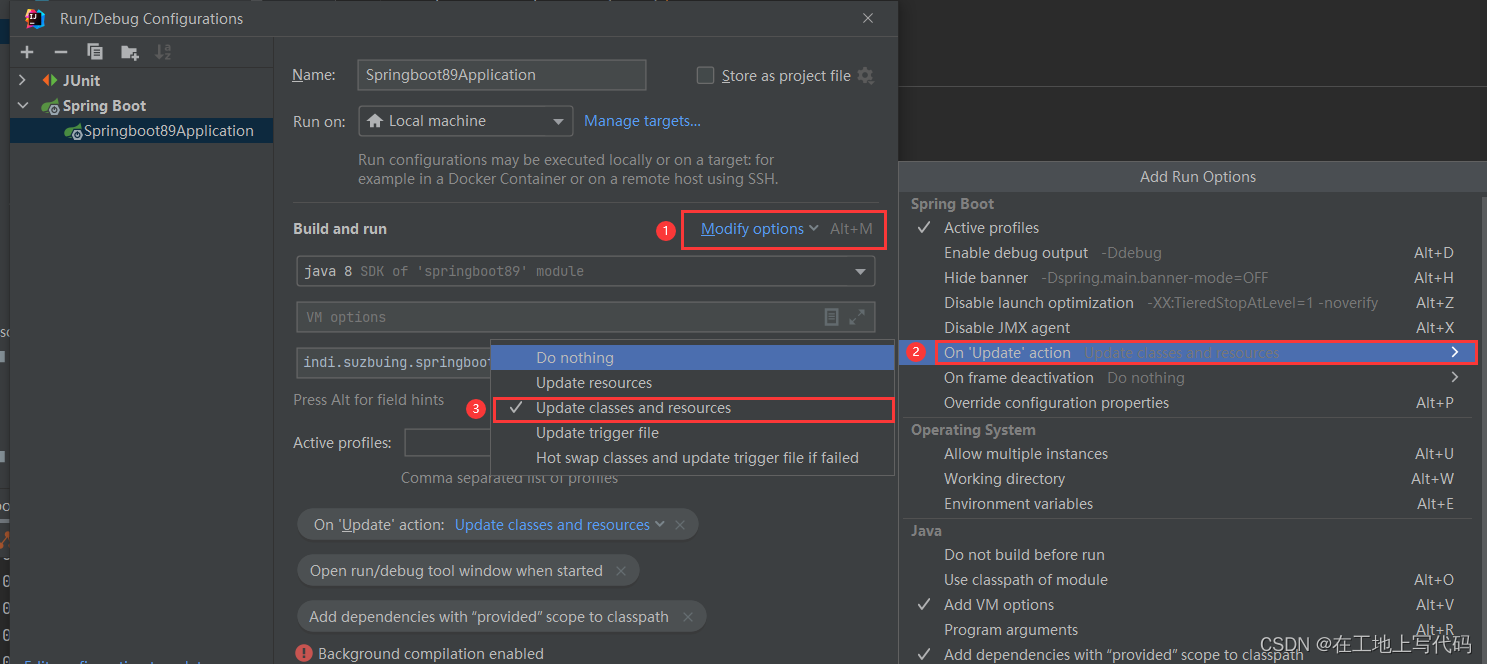 Run/Debug Configurations
JUnit
Spring Boot
Springboot89Application
Name: Springboot89Application Store as project file
Run on: Local machine Manage targets...
Run configurations may be executed locally or on a target: for
example in a Docker Container or on a remote host using SSH.
Build and run 1 Modify options Alt+M
java 8 SDK of 'springboot89' module
VM options
indi.suzbuing.springboot
Press Alt for field hints
Active profiles:
Comma separated list of profiles
Do nothing
Update resources
3 Update classes and resources
Update trigger file
Hot swap classes and update trigger file if failed
On 'Update' action: Update classes and resources
Open run/debug tool window when started
Add dependencies with “provided” scope to classpath
Background compilation enabled
Add Run Options
Spring Boot
Active profiles
Enable debug output -Ddebug Alt+D
Hide banner -Dspring.main.banner-mode=OFF Alt+H
Disable launch optimization -XX:TieredStopAtLevel=1 -noverify Alt+Z
Disable JMX agent Alt+X
2 On 'Update' action Update classes and resources
On frame deactivation Do nothing
Override configuration properties Alt+P
Operating System
Allow multiple instances Alt+U
Working directory Alt+W
Environment variables Alt+E
Java
Do not build before run
Use classpath of module Alt+O
Add VM options Alt+V
Program arguments Alt+R
Add dependencies with “provided” scope to classpath
CSDN @在工地上写代码